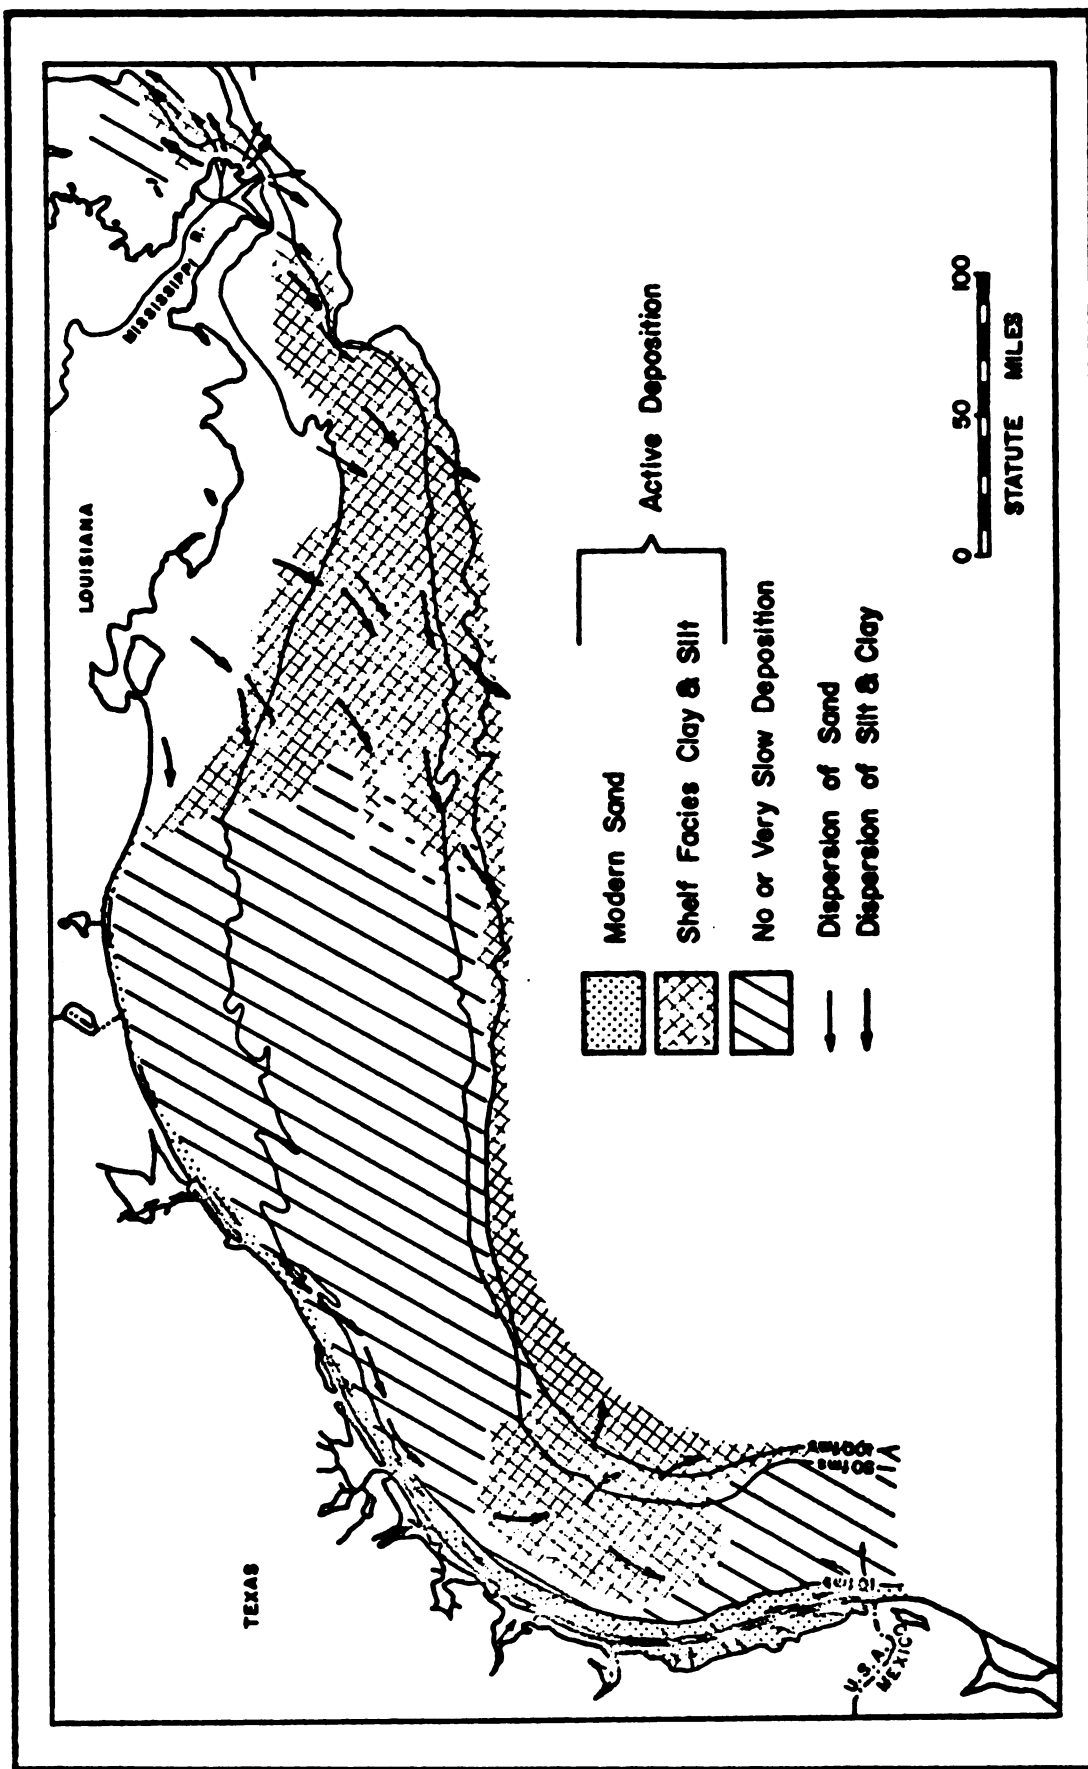 LOUISIANA
MISSISSIPPI R.
TEXAS
U.S.A.
MEXICO
10 fms
80 fms
100 fms
Modern Sand
Shelf Facies Clay & Silt
Active Deposition
No or Very Slow Deposition
Dispersion of Sand
Dispersion of Silt & Clay
0 50 100
STATUTE MILES